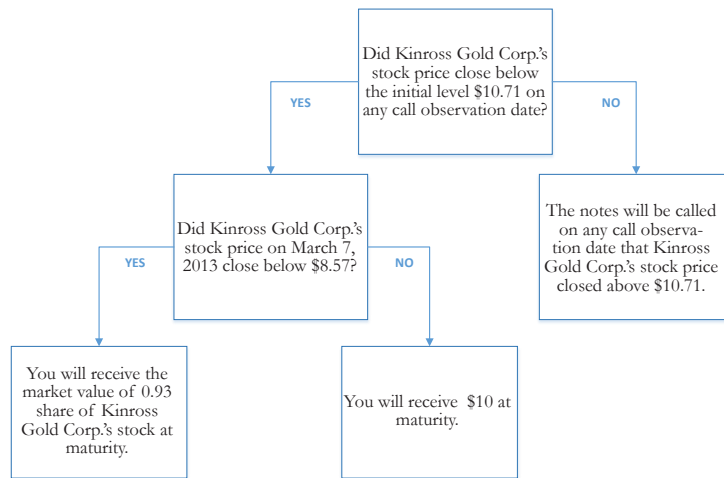 Did Kinross Gold Corp.'s
stock price close below
the initial level $10.71 on
any call observation date?
YES
NO
Did Kinross Gold Corp.'s
stock price on March 7,
2013 close below $8.57?
The notes will be called
on any call observa-
tion date that Kinross
Gold Corp.'s stock price
closed above $10.71.
YES
NO
You will receive the
market value of 0.93
share of Kinross
Gold Corp.'s stock at
maturity.
You will receive $10 at
maturity.